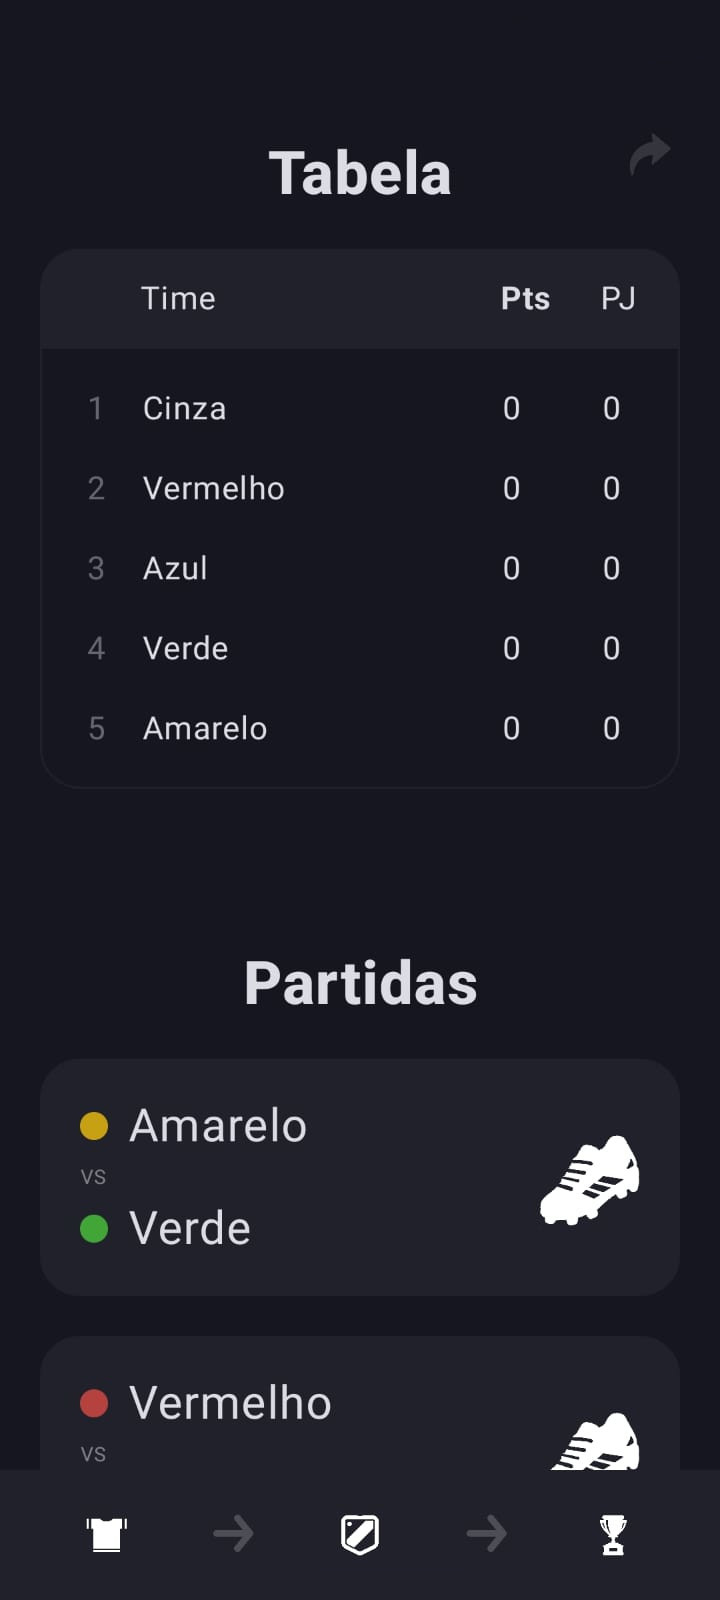 Tabela
Time Pts PJ
1 Cinza 0 0
2 Vermelho 0 0
3 Azul 0 0
4 Verde 0 0
5 Amarelo 0 0
Partidas
Amarelo
vs
Verde
Vermelho
vs